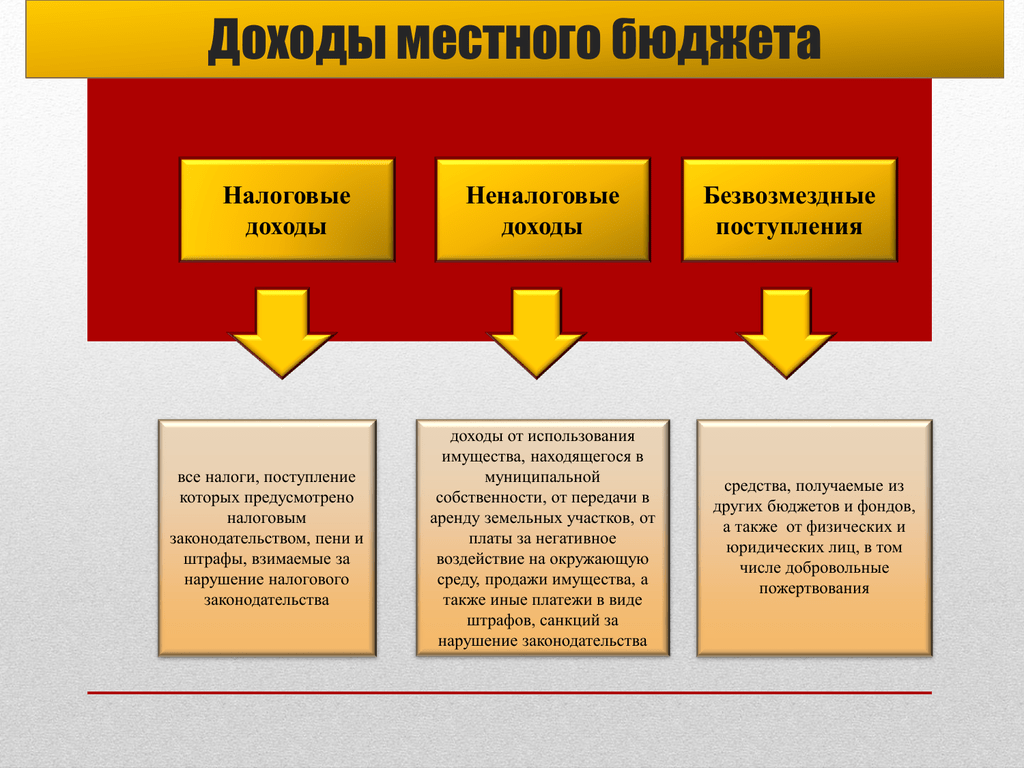 Доходы местного бюджета
Налоговые
доходы
Неналоговые
доходы
Безвозмездные
поступления
все налоги, поступление
которых предусмотрено
налоговым
законодательством, пени и
штрафы, взимаемые за
нарушение налогового
законодательства
доходы от использования
имущества, находящегося в
муниципальной
собственности, от передачи в
аренду земельных участков, от
платы за негативное
воздействие на окружающую
среду, продажи имущества, а
также иные платежи в виде
штрафов, санкций за
нарушение законодательства
средства, получаемые из
других бюджетов и фондов,
а также от физических и
юридических лиц, в том
числе добровольные
пожертвования